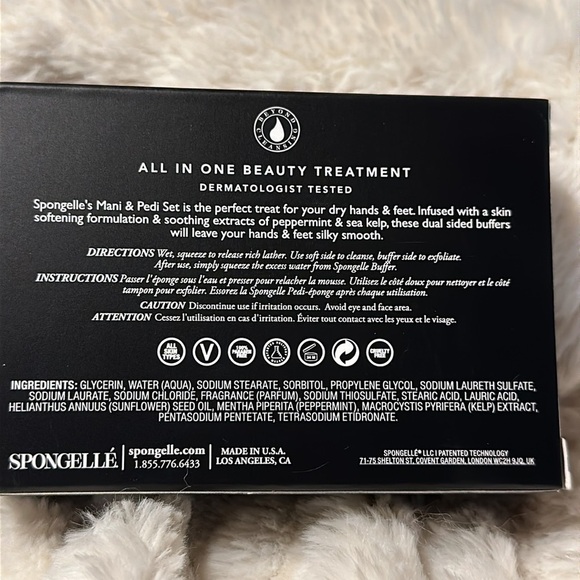 BEYOND CLEANSING
ALL IN ONE BEAUTY TREATMENT
DERMATOLOGIST TESTED
Spongelle's Mani & Pedi Set is the perfect treat for your dry hands & feet. Infused with a skin
softening formulation & soothing extracts of peppermint & sea kelp, these dual sided buffers
will leave your hands & feet silky smooth.
DIRECTIONS Wet, squeeze to release rich lather. Use soft side to cleanse, buffer side to exfoliate.
After use, simply squeeze the excess water from Spongelle Buffer.
INSTRUCTIONS Passer l'éponge sous l'eau et presser pour relacher la mousse. Utilisez le côté doux pour nettoyer et le côté
tampon pour exfolier. Essorez la Spongelle Pedi-éponge après chaque utilisation.
CAUTION Discontinue use if irritation occurs. Avoid eye and face area.
ATTENTION Cessez l'utilisation en cas d'irritation. Éviter tout contact avec les yeux et le visage.
ALL SKIN TYPES V 100% PARABEN FREE CRUELTY FREE
INGREDIENTS: GLYCERIN, WATER (AQUA), SODIUM STEARATE, SORBITOL, PROPYLENE GLYCOL, SODIUM LAURETH SULFATE,
SODIUM LAURATE, SODIUM CHLORIDE, FRAGRANCE (PARFUM), SODIUM THIOSULFATE, STEARIC ACID, LAURIC ACID,
HELIANTHUS ANNUUS (SUNFLOWER) SEED OIL, MENTHA PIPERITA (PEPPERMINT), MACROCYSTIS PYRIFERA (KELP) EXTRACT,
PENTASODIUM PENTETATE, TETRASODIUM ETIDRONATE.
SPONGELLÉ. spongelle.com MADE IN U.S.A. SPONGELLÉ® LLC | PATENTED TECHNOLOGY
1.855.776.6433 LOS ANGELES, CA 71-75 SHELTON ST. COVENT GARDEN, LONDON WC2H 9JQ, UK